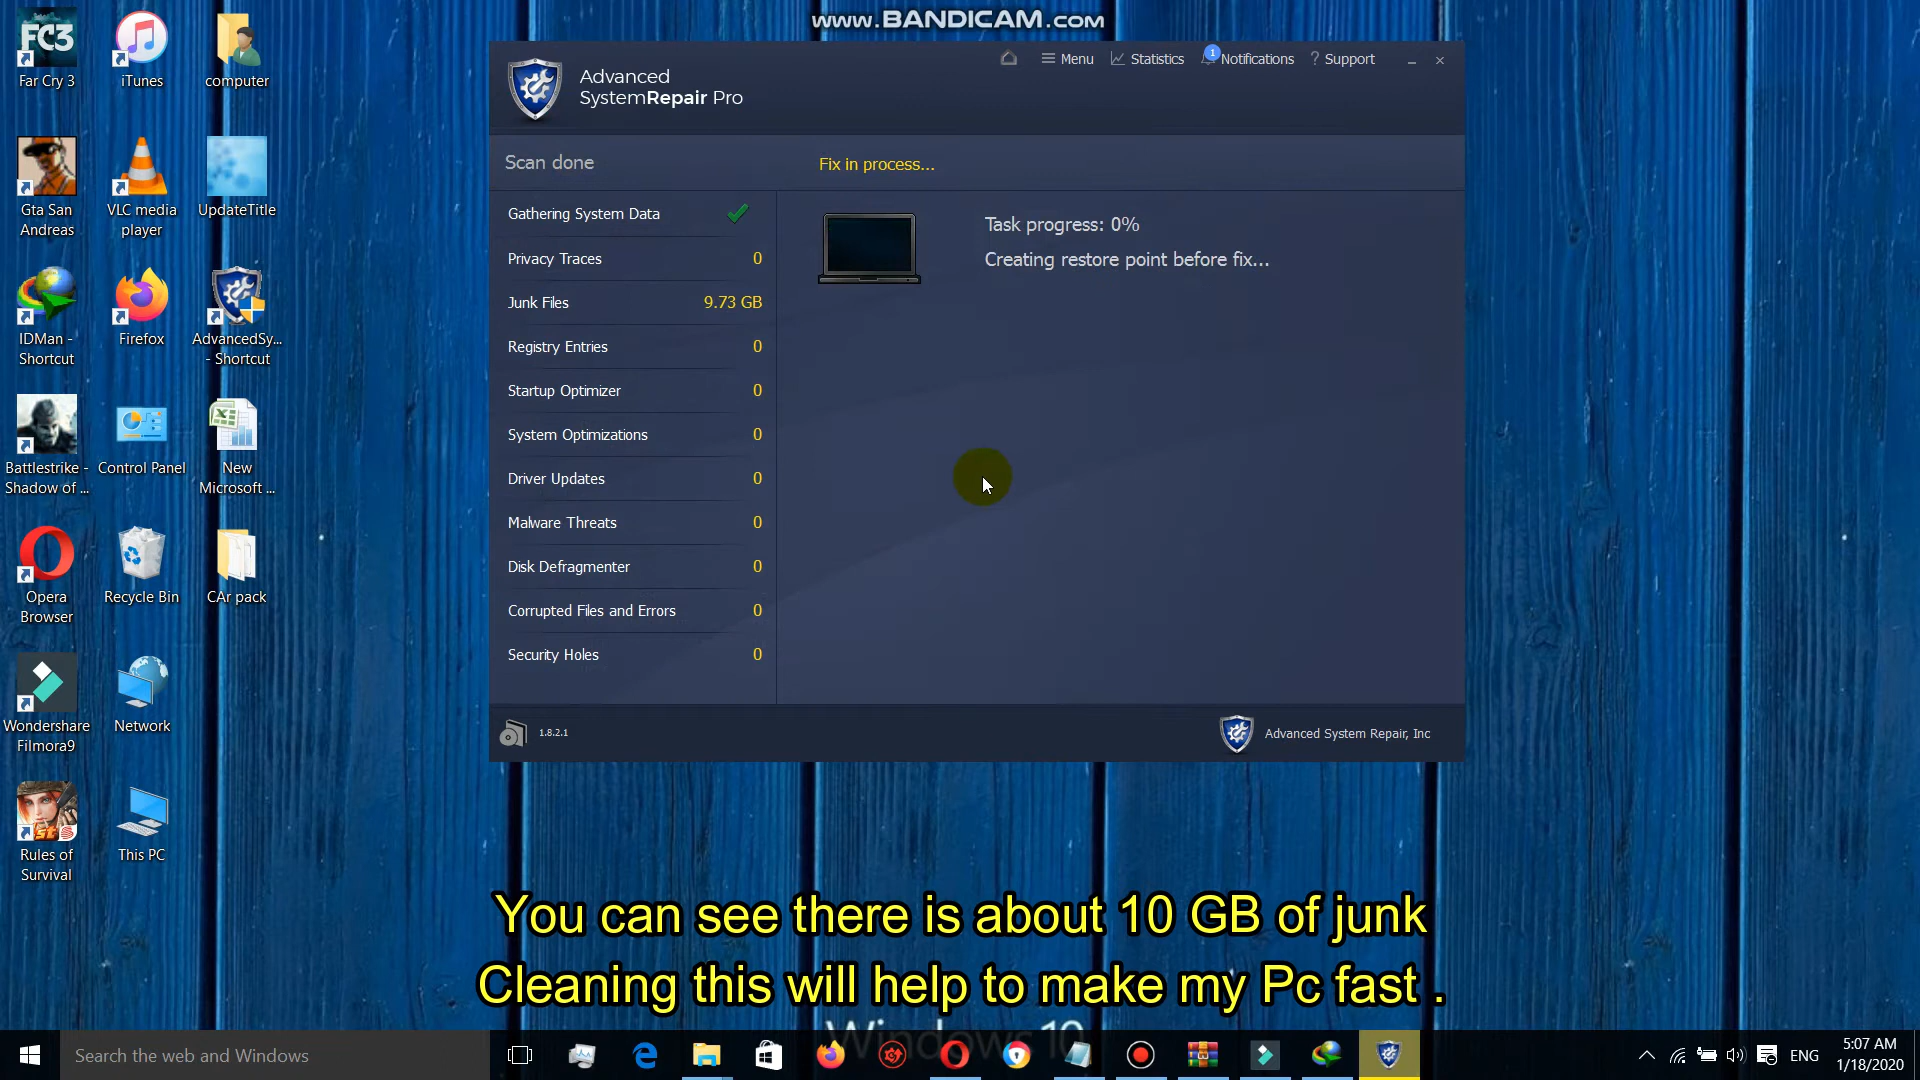 www.BANDICAM.com
FC3
Far Cry 3
iTunes
computer
Gta San
Andreas
VLC media
player
UpdateTitle
IDMan -
Shortcut
Firefox
AdvancedSy...
- Shortcut
Battlestrike -
Shadow of ...
Control Panel
New
Microsoft ...
Opera
Browser
Recycle Bin
CAr pack
Wondershare
Filmora9
Network
Rules of
Survival
This PC
Advanced
SystemRepair Pro
Menu
Statistics
1
Notifications
? Support
Scan done
Fix in process...
Gathering System Data
Privacy Traces 0
Junk Files 9.73 GB
Registry Entries 0
Startup Optimizer 0
System Optimizations 0
Driver Updates 0
Malware Threats 0
Disk Defragmenter 0
Corrupted Files and Errors 0
Security Holes 0
Task progress: 0%
Creating restore point before fix...
1.8.2.1
Advanced System Repair, Inc
You can see there is about 10 GB of junk
Cleaning this will help to make my Pc fast .
Windows 10
Search the web and Windows
ENG
5:07 AM
1/18/2020